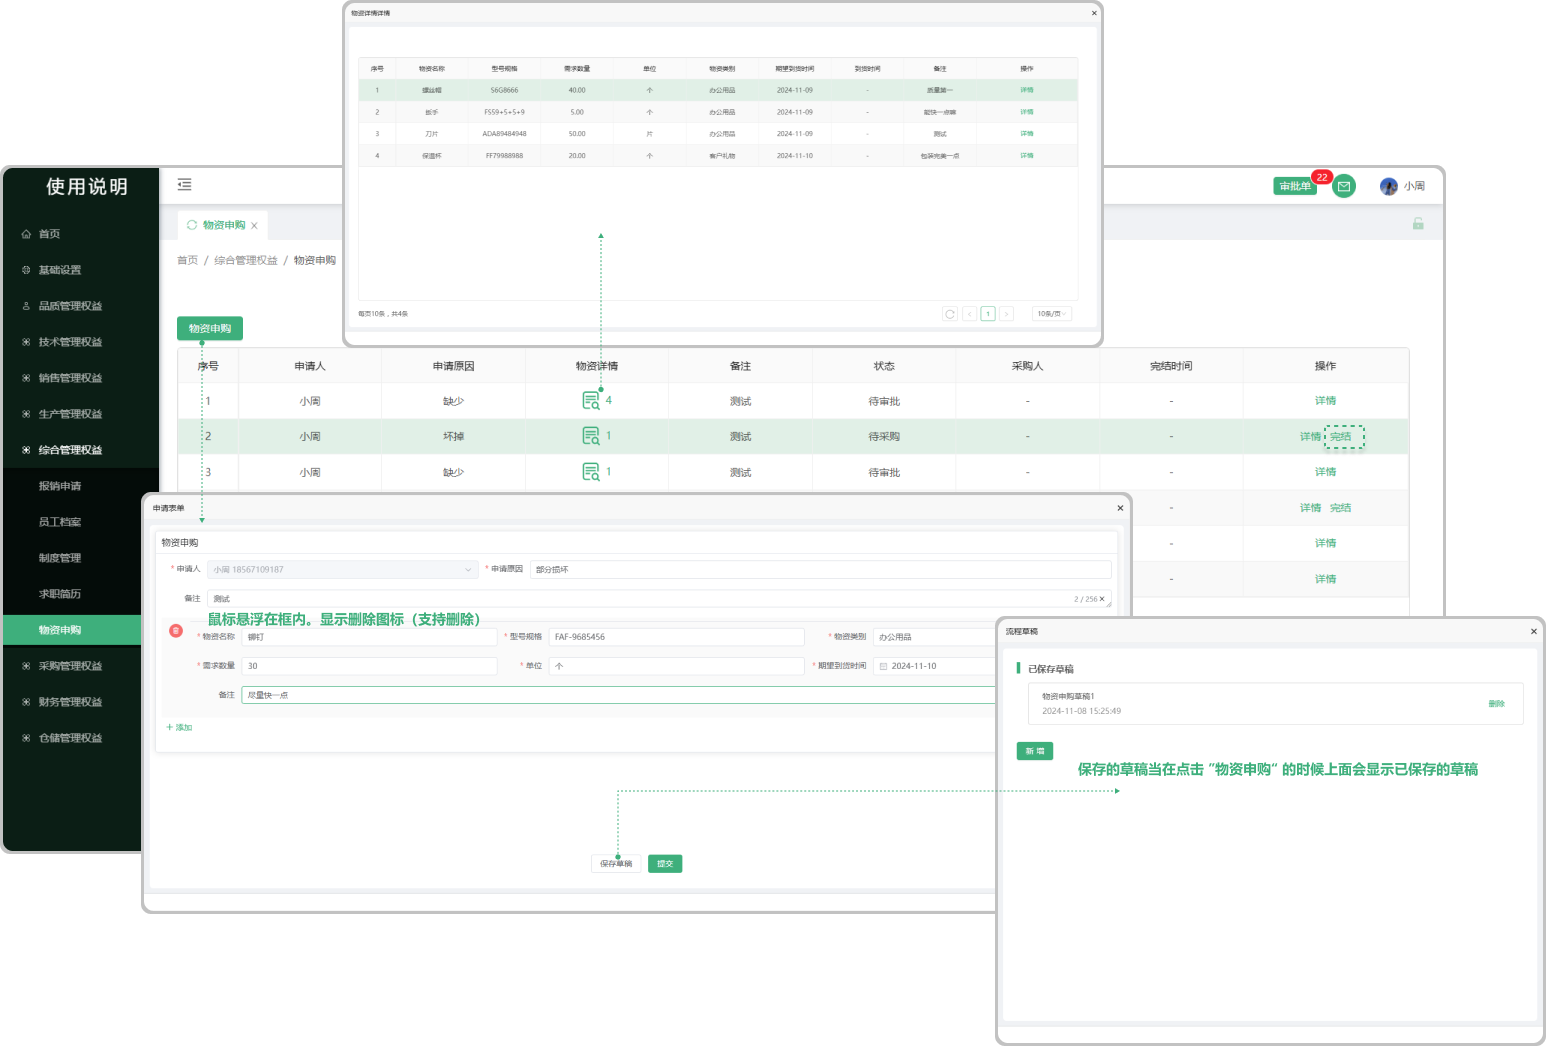 物资详情详情
序号 物资名称 型号规格 需求数量 单位 物资类别 期望到货时间 到货时间 备注 操作
1 螺丝帽 56G8666 40.00 个 办公用品 2024-11-09 - 质量第一 详情
2 扳手 FS59+5+5+9 5.00 个 办公用品 2024-11-09 - 能快一点嘛 详情
3 刀片 ADA89484948 50.00 片 办公用品 2024-11-09 - 测试 详情
4 保温杯 FF79988988 20.00 个 客户礼物 2024-11-10 - 包装完美一点 详情
每页10条，共4条
1
10条/页
使用说明
首页
基础设置
品质管理权益
技术管理权益
销售管理权益
生产管理权益
综合管理权益
报销申请
员工档案
制度管理
求职简历
物资申购
采购管理权益
财务管理权益
仓储管理权益
审批单 22
小周
物资申购
首页 / 综合管理权益 / 物资申购
物资申购
序号 申请人 申请原因 物资详情 备注 状态 采购人 完结时间 操作
1 小周 缺少 4 测试 待审批 - - 详情
2 小周 坏掉 1 测试 待采购 - - 详情 完结
3 小周 缺少 1 测试 待审批 - - 详情
- 详情 完结
- 详情
- 详情
申请表单
物资申购
* 申请人 小周 18567109187 * 申请原因 部分损坏
备注 测试 2 / 256
鼠标悬浮在框内。显示删除图标（支持删除）
* 物资名称 铆钉 * 型号规格 FAF-9685456 * 物资类别 办公用品
* 需求数量 30 * 单位 个 * 期望到货时间 2024-11-10
备注 尽量快一点
+ 添加
保存草稿 提交
流程草稿
已保存草稿
物资申购草稿1
2024-11-08 15:25:49
删除
新 增
保存的草稿当在点击 “物资申购” 的时候上面会显示已保存的草稿